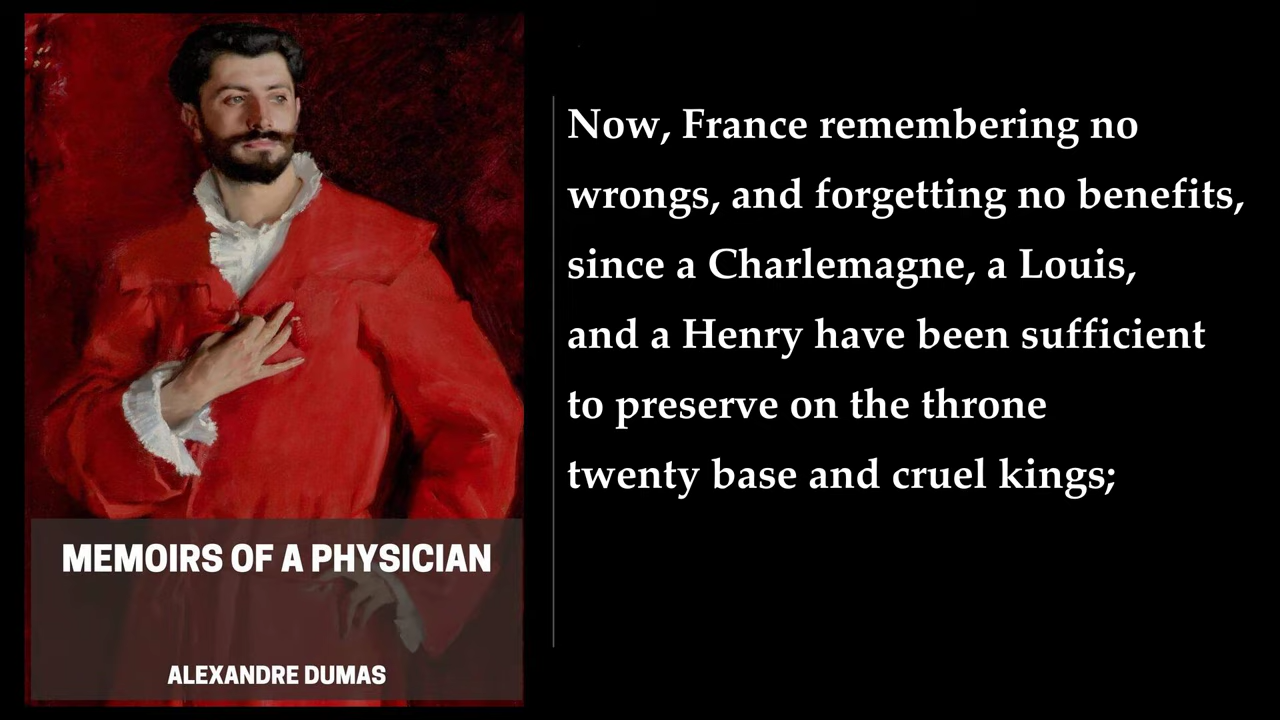 MEMOIRS OF A PHYSICIAN
ALEXANDRE DUMAS
Now, France remembering no
wrongs, and forgetting no benefits,
since a Charlemagne, a Louis,
and a Henry have been sufficient
to preserve on the throne
twenty base and cruel kings;